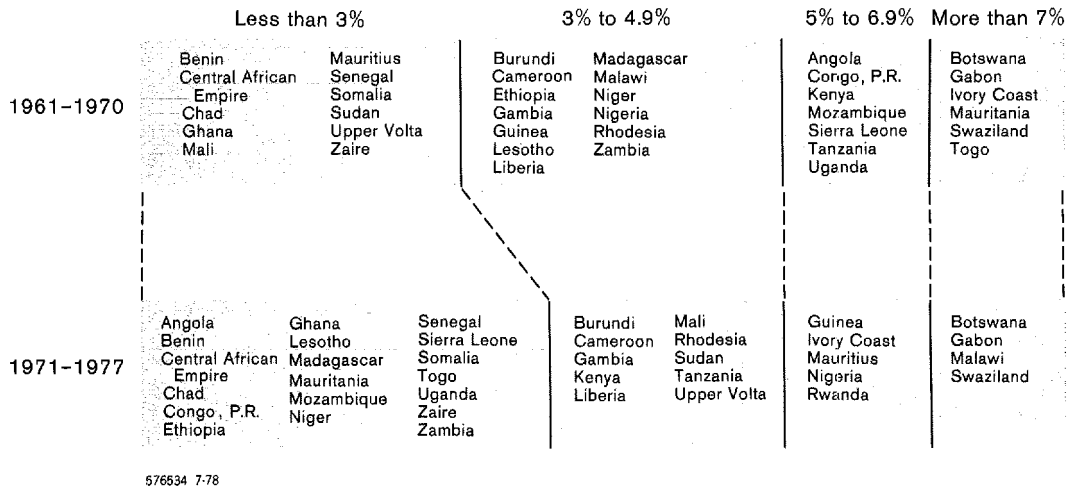 Less than 3% 3% to 4.9% 5% to 6.9% More than 7%
1961-1970
Benin
Central African
Empire
Chad
Ghana
Mali
Mauritius
Senegal
Somalia
Sudan
Upper Volta
Zaire
Burundi
Cameroon
Ethiopia
Gambia
Guinea
Lesotho
Liberia
Madagascar
Malawi
Niger
Nigeria
Rhodesia
Zambia
Angola
Congo, P.R.
Kenya
Mozambique
Sierra Leone
Tanzania
Uganda
Botswana
Gabon
Ivory Coast
Mauritania
Swaziland
Togo
1971-1977
Angola
Benin
Central African
Empire
Chad
Congo, P.R.
Ethiopia
Ghana
Lesotho
Madagascar
Mauritania
Mozambique
Niger
Senegal
Sierra Leone
Somalia
Togo
Uganda
Zaire
Zambia
Burundi
Cameroon
Gambia
Kenya
Liberia
Mali
Rhodesia
Sudan
Tanzania
Upper Volta
Guinea
Ivory Coast
Mauritius
Nigeria
Rwanda
Botswana
Gabon
Malawi
Swaziland
576534 7-78